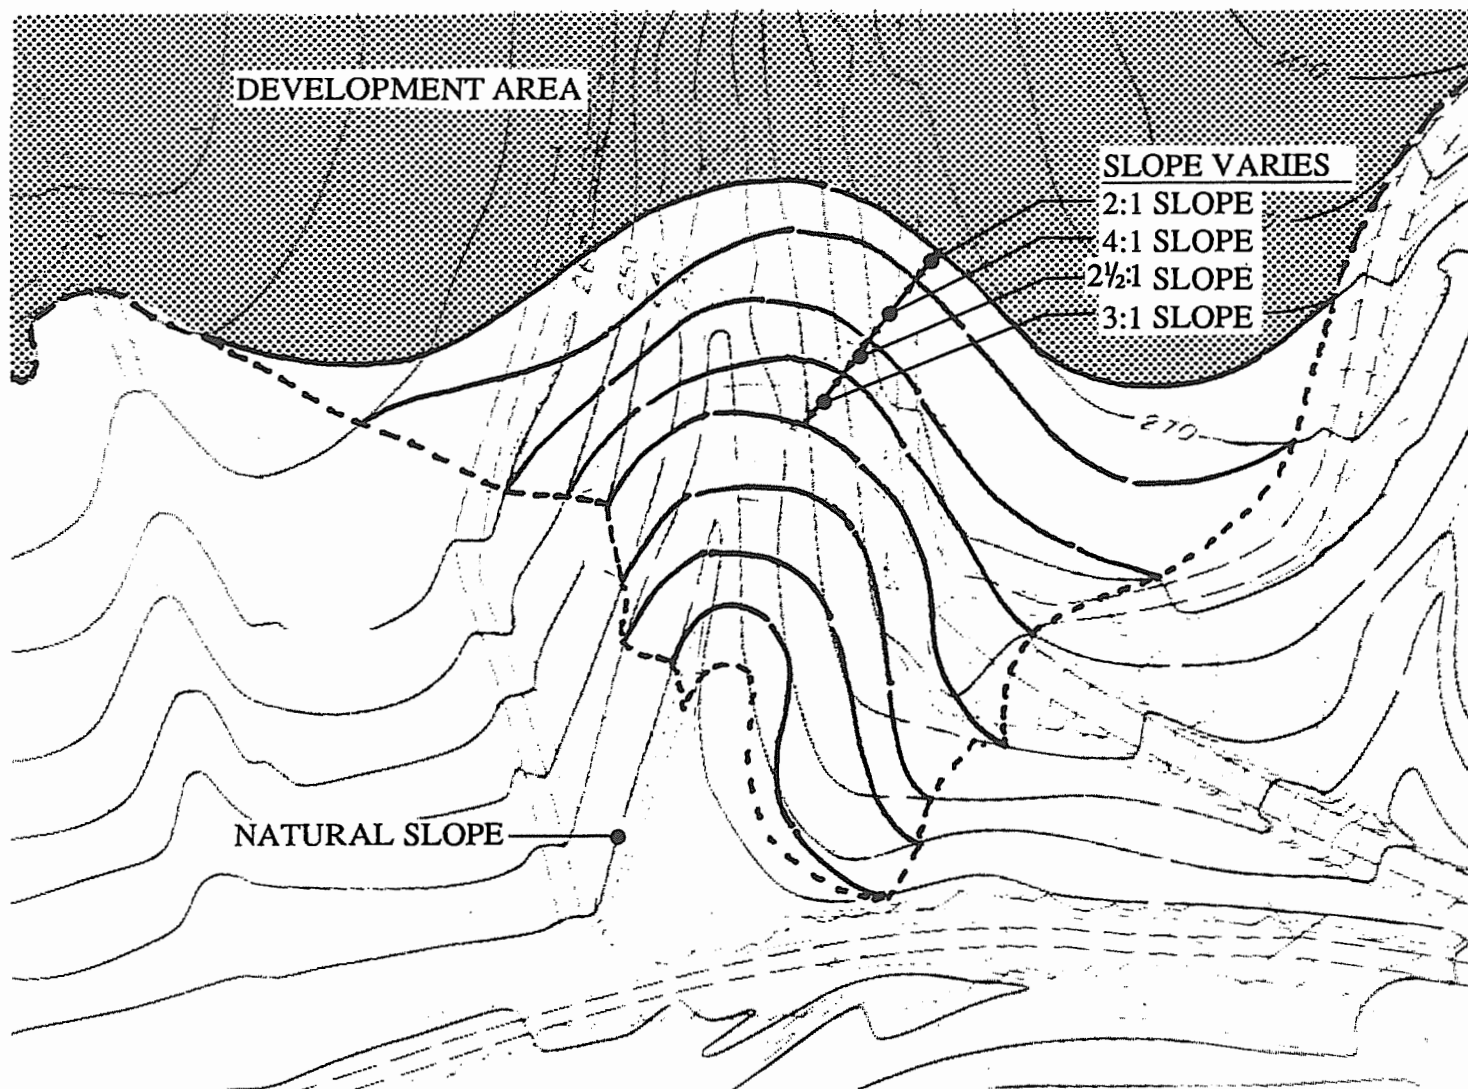 DEVELOPMENT AREA
SLOPE VARIES
2:1 SLOPE
4:1 SLOPE
2½:1 SLOPE
3:1 SLOPE
270
NATURAL SLOPE